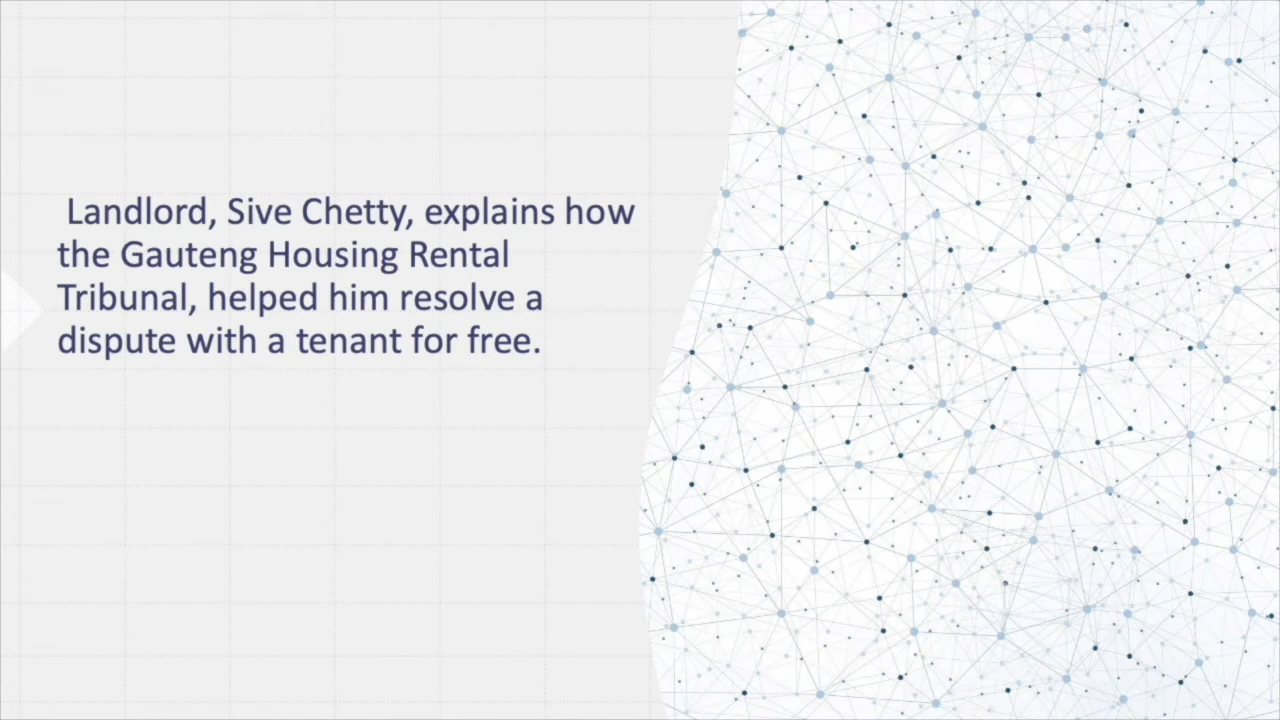 Landlord, Sive Chetty, explains how
the Gauteng Housing Rental
Tribunal, helped him resolve a
dispute with a tenant for free.